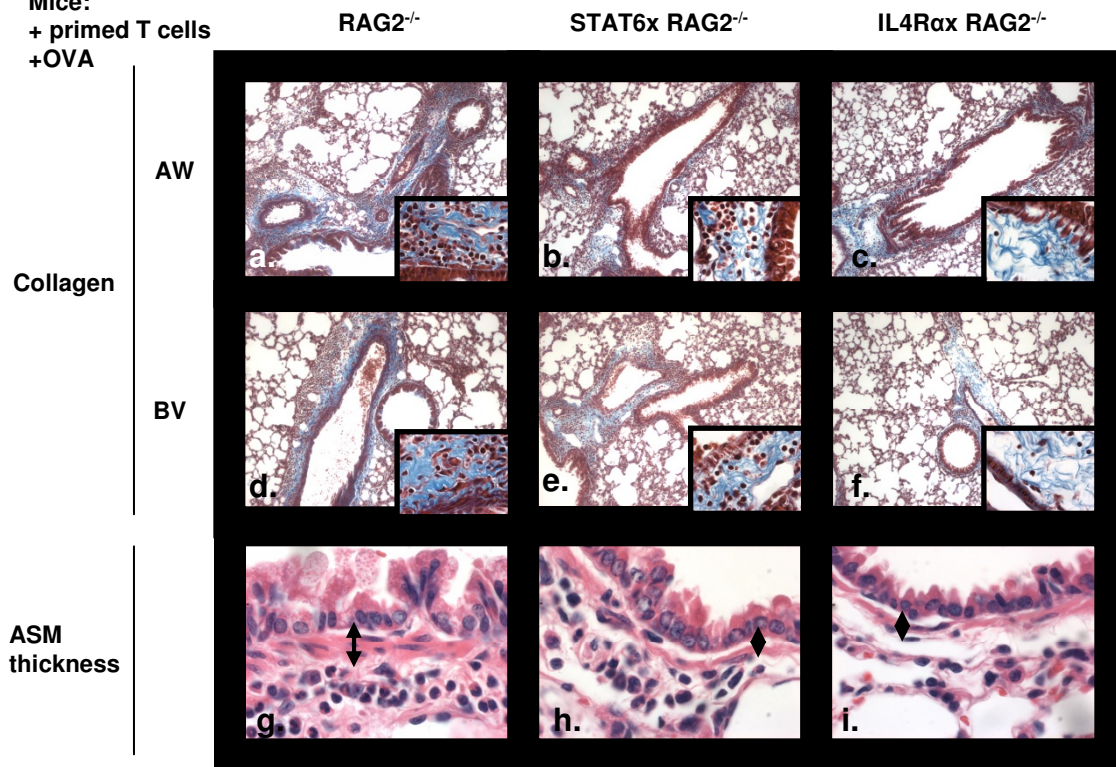 Mice:
+ primed T cells
+OVA
RAG2-/-
STAT6x RAG2-/-
IL4Rαx RAG2-/-
Collagen
AW
a.
b.
c.
BV
d.
e.
f.
ASM
thickness
g.
h.
i.